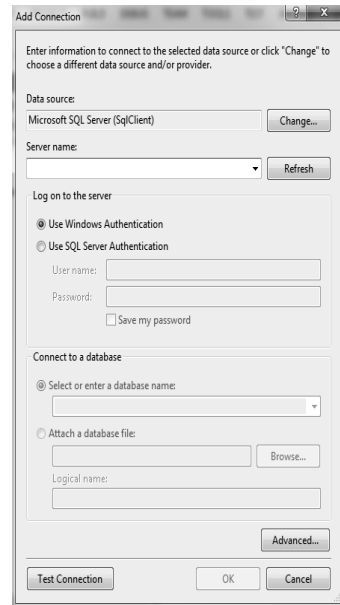 Add Connection
Enter information to connect to the selected data source or click "Change" to
choose a different data source and/or provider.
Data source:
Microsoft SQL Server (SqlClient)
Change...
Server name:
Refresh
Log on to the server
Use Windows Authentication
Use SQL Server Authentication
User name:
Password:
Save my password
Connect to a database
Select or enter a database name:
Attach a database file:
Browse...
Logical name:
Advanced...
Test Connection OK Cancel